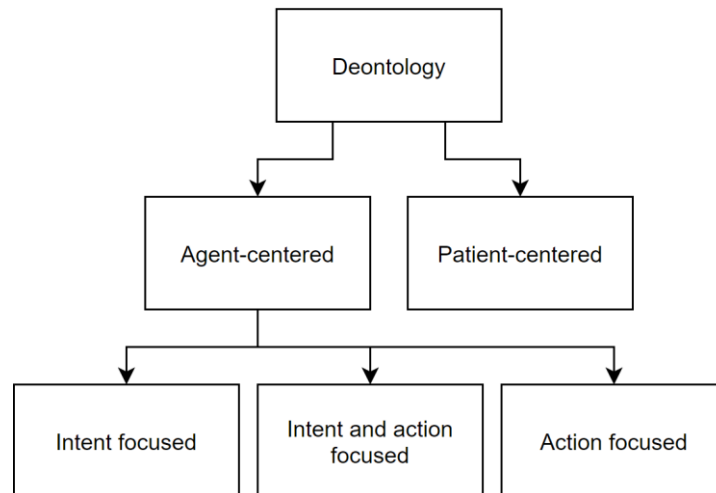 Deontology
Agent-centered
Patient-centered
Intent focused
Intent and action
focused
Action focused